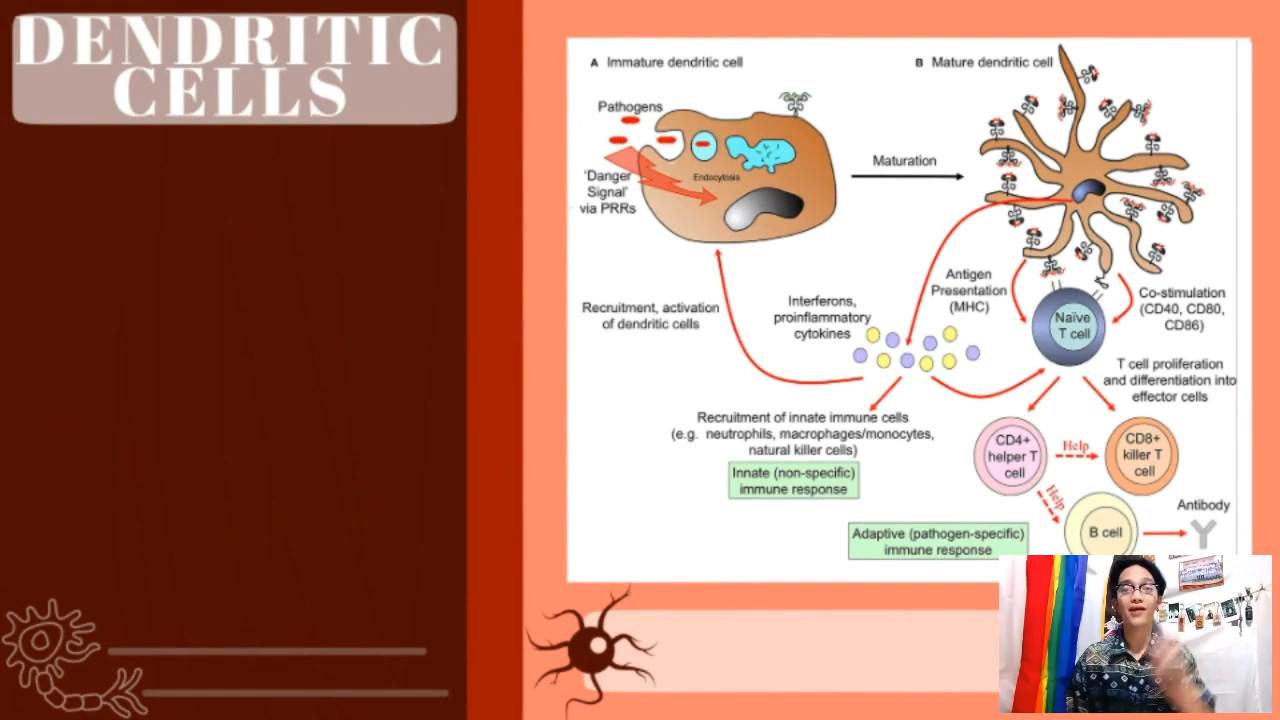 DENDRITIC
CELLS
A Immature dendritic cell
Pathogens
'Danger
Signal'
via PRRs
Endocytosis
Maturation
B Mature dendritic cell
Recruitment, activation
of dendritic cells
Interferons,
proinflammatory
cytokines
Antigen
Presentation
(MHC)
Naïve
T cell
Co-stimulation
(CD40, CD80,
CD86)
T cell proliferation
and differentiation into
effector cells
Recruitment of innate immune cells
(e.g. neutrophils, macrophages/monocytes,
natural killer cells)
Innate (non-specific)
immune response
CD4+
helper T
cell
Help
CD8+
killer T
cell
Help
B cell
Antibody
Adaptive (pathogen-specific)
immune response